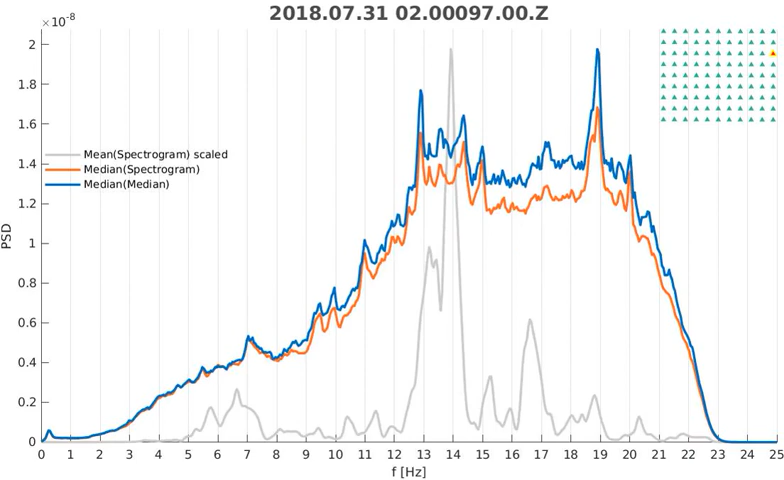 2018.07.31 02.00097.00.Z
×10⁻⁸
2
1.8
1.6
1.4
1.2
1
0.8
0.6
0.4
0.2
0
PSD
Mean(Spectrogram) scaled
Median(Spectrogram)
Median(Median)
0 1 2 3 4 5 6 7 8 9 10 11 12 13 14 15 16 17 18 19 20 21 22 23 24 25
f [Hz]